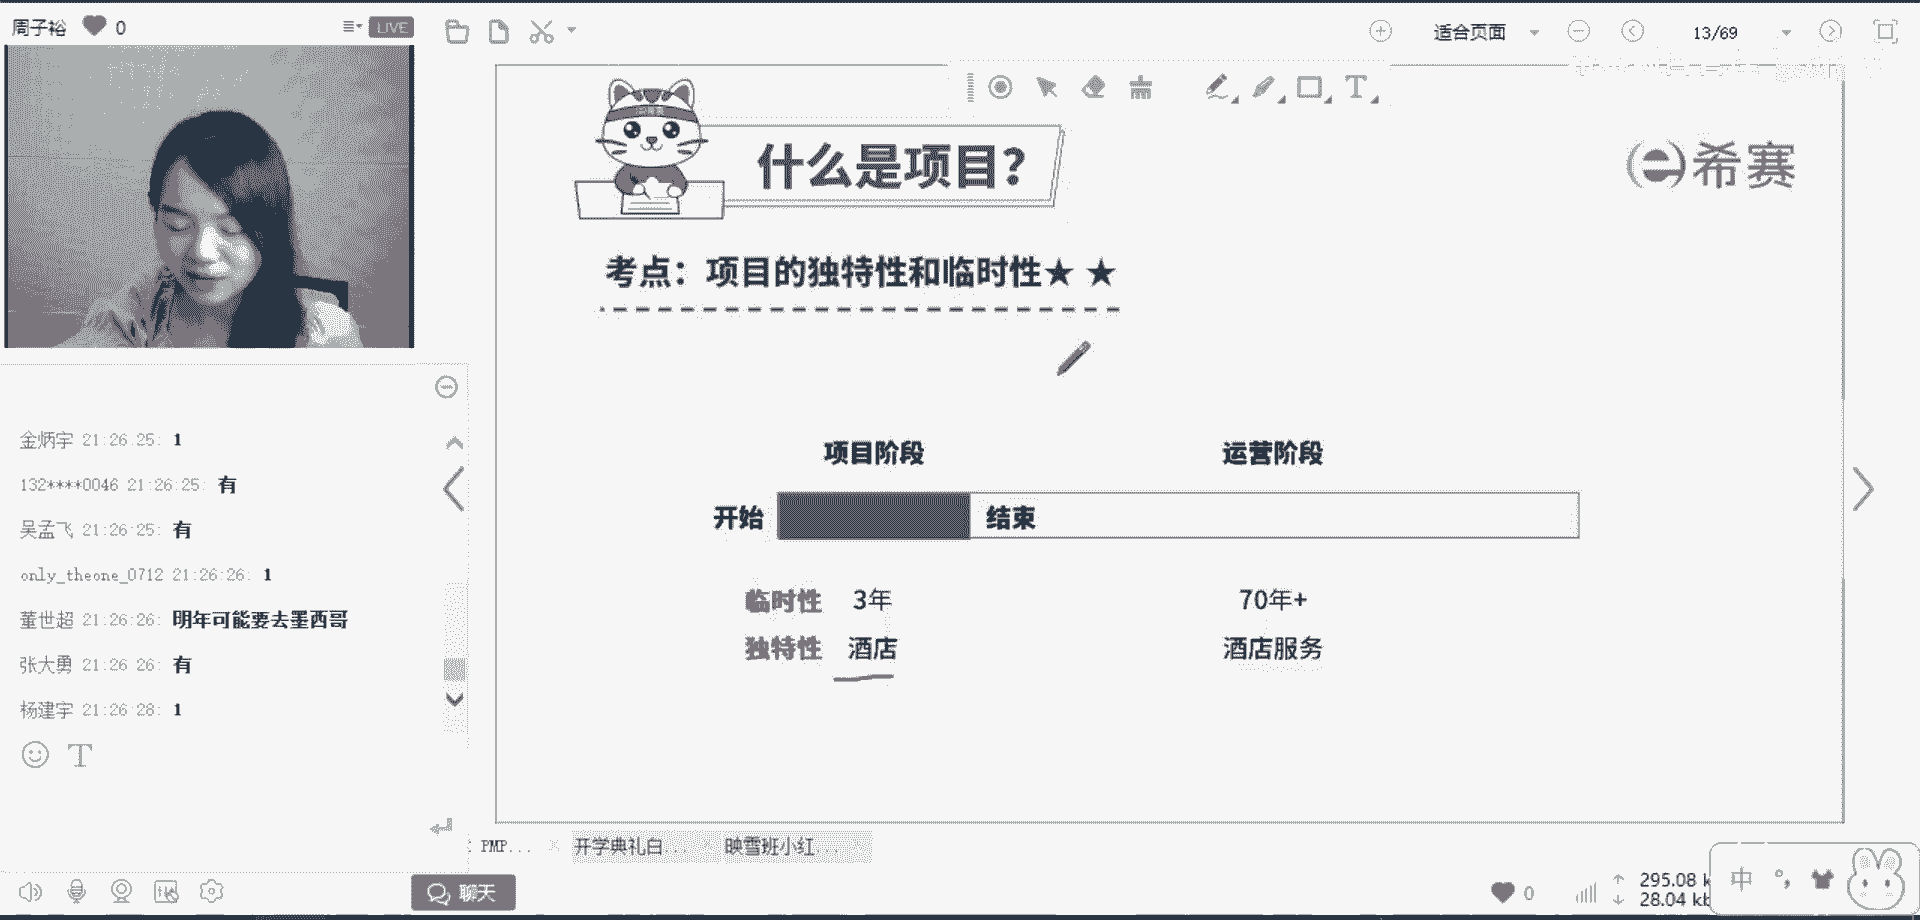 周子裕 0 LIVE
适合页面 13/69
什么是项目？
希赛
考点：项目的独特性和临时性★ ★
项目阶段 运营阶段
开始 结束
临时性 3年 70年+
独特性 酒店 酒店服务
金炳宇 21:26:25: 1
132****0046 21:26:25: 有
吴孟飞 21:26:25: 有
only_theone_0712 21:26:26: 1
董世超 21:26:26: 明年可能要去墨西哥
张大勇 21:26:26: 有
杨建宇 21:26:28: 1
T
PMP... 开学典礼白... 映雪班小红...
聊天
0 295.08 k
28.04 kb
中